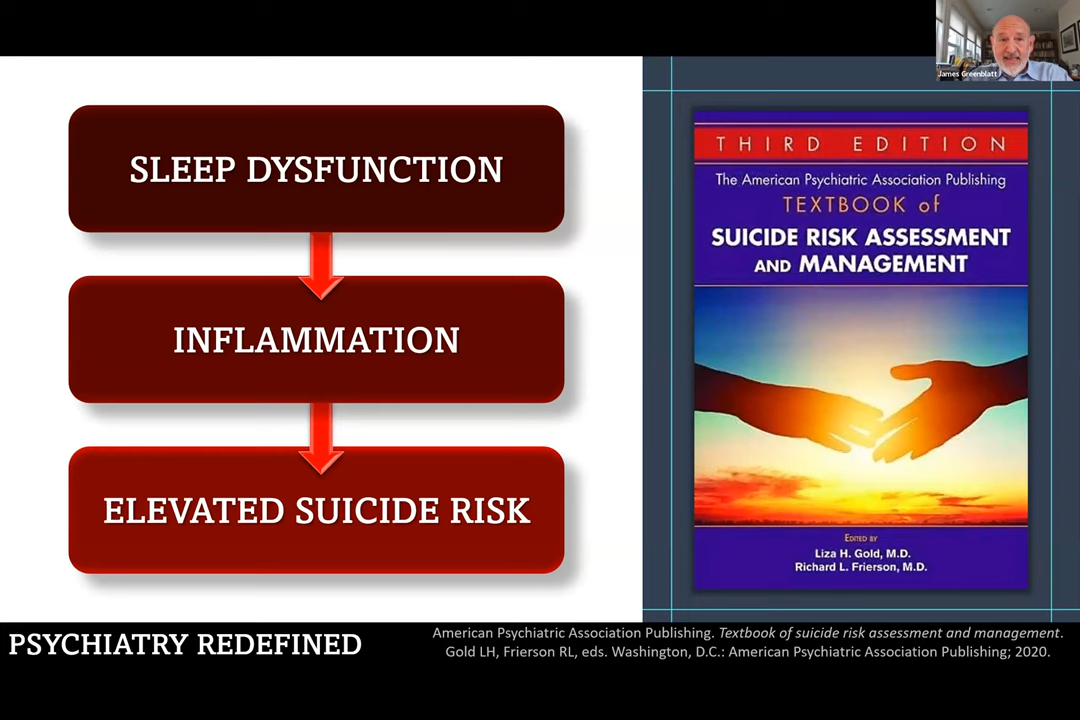 James Greenblatt
SLEEP DYSFUNCTION
INFLAMMATION
ELEVATED SUICIDE RISK
THIRD EDITION
The American Psychiatric Association Publishing
TEXTBOOK of
SUICIDE RISK ASSESSMENT
AND MANAGEMENT
EDITED BY
Liza H. Gold, M.D.
Richard L. Frierson, M.D.
PSYCHIATRY REDEFINED
American Psychiatric Association Publishing. Textbook of suicide risk assessment and management.
Gold LH, Frierson RL, eds. Washington, D.C.: American Psychiatric Association Publishing; 2020.